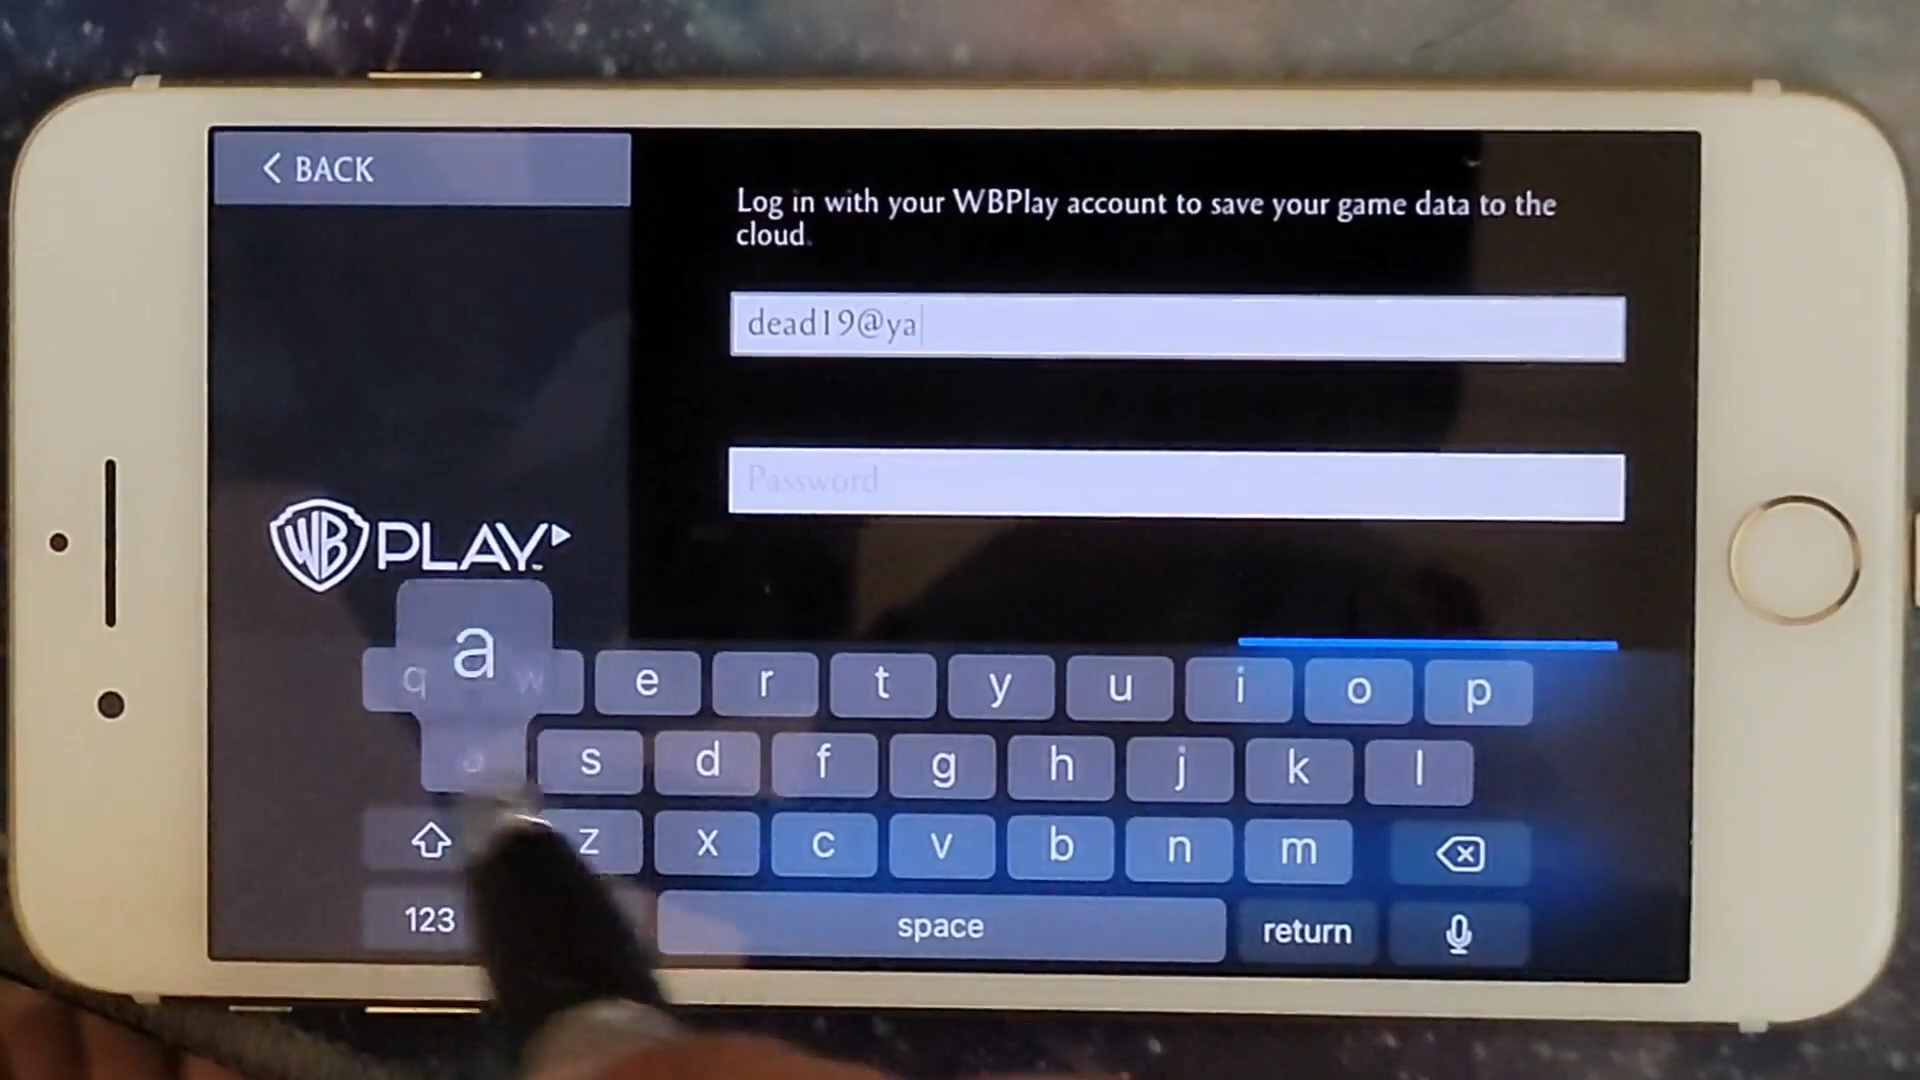 BACK
Log in with your WBPlay account to save your game data to the
cloud.
dead19@ya
Password
WB PLAY
a
q w e r t y u i o p
a s d f g h j k l
z x c v b n m
123 space return